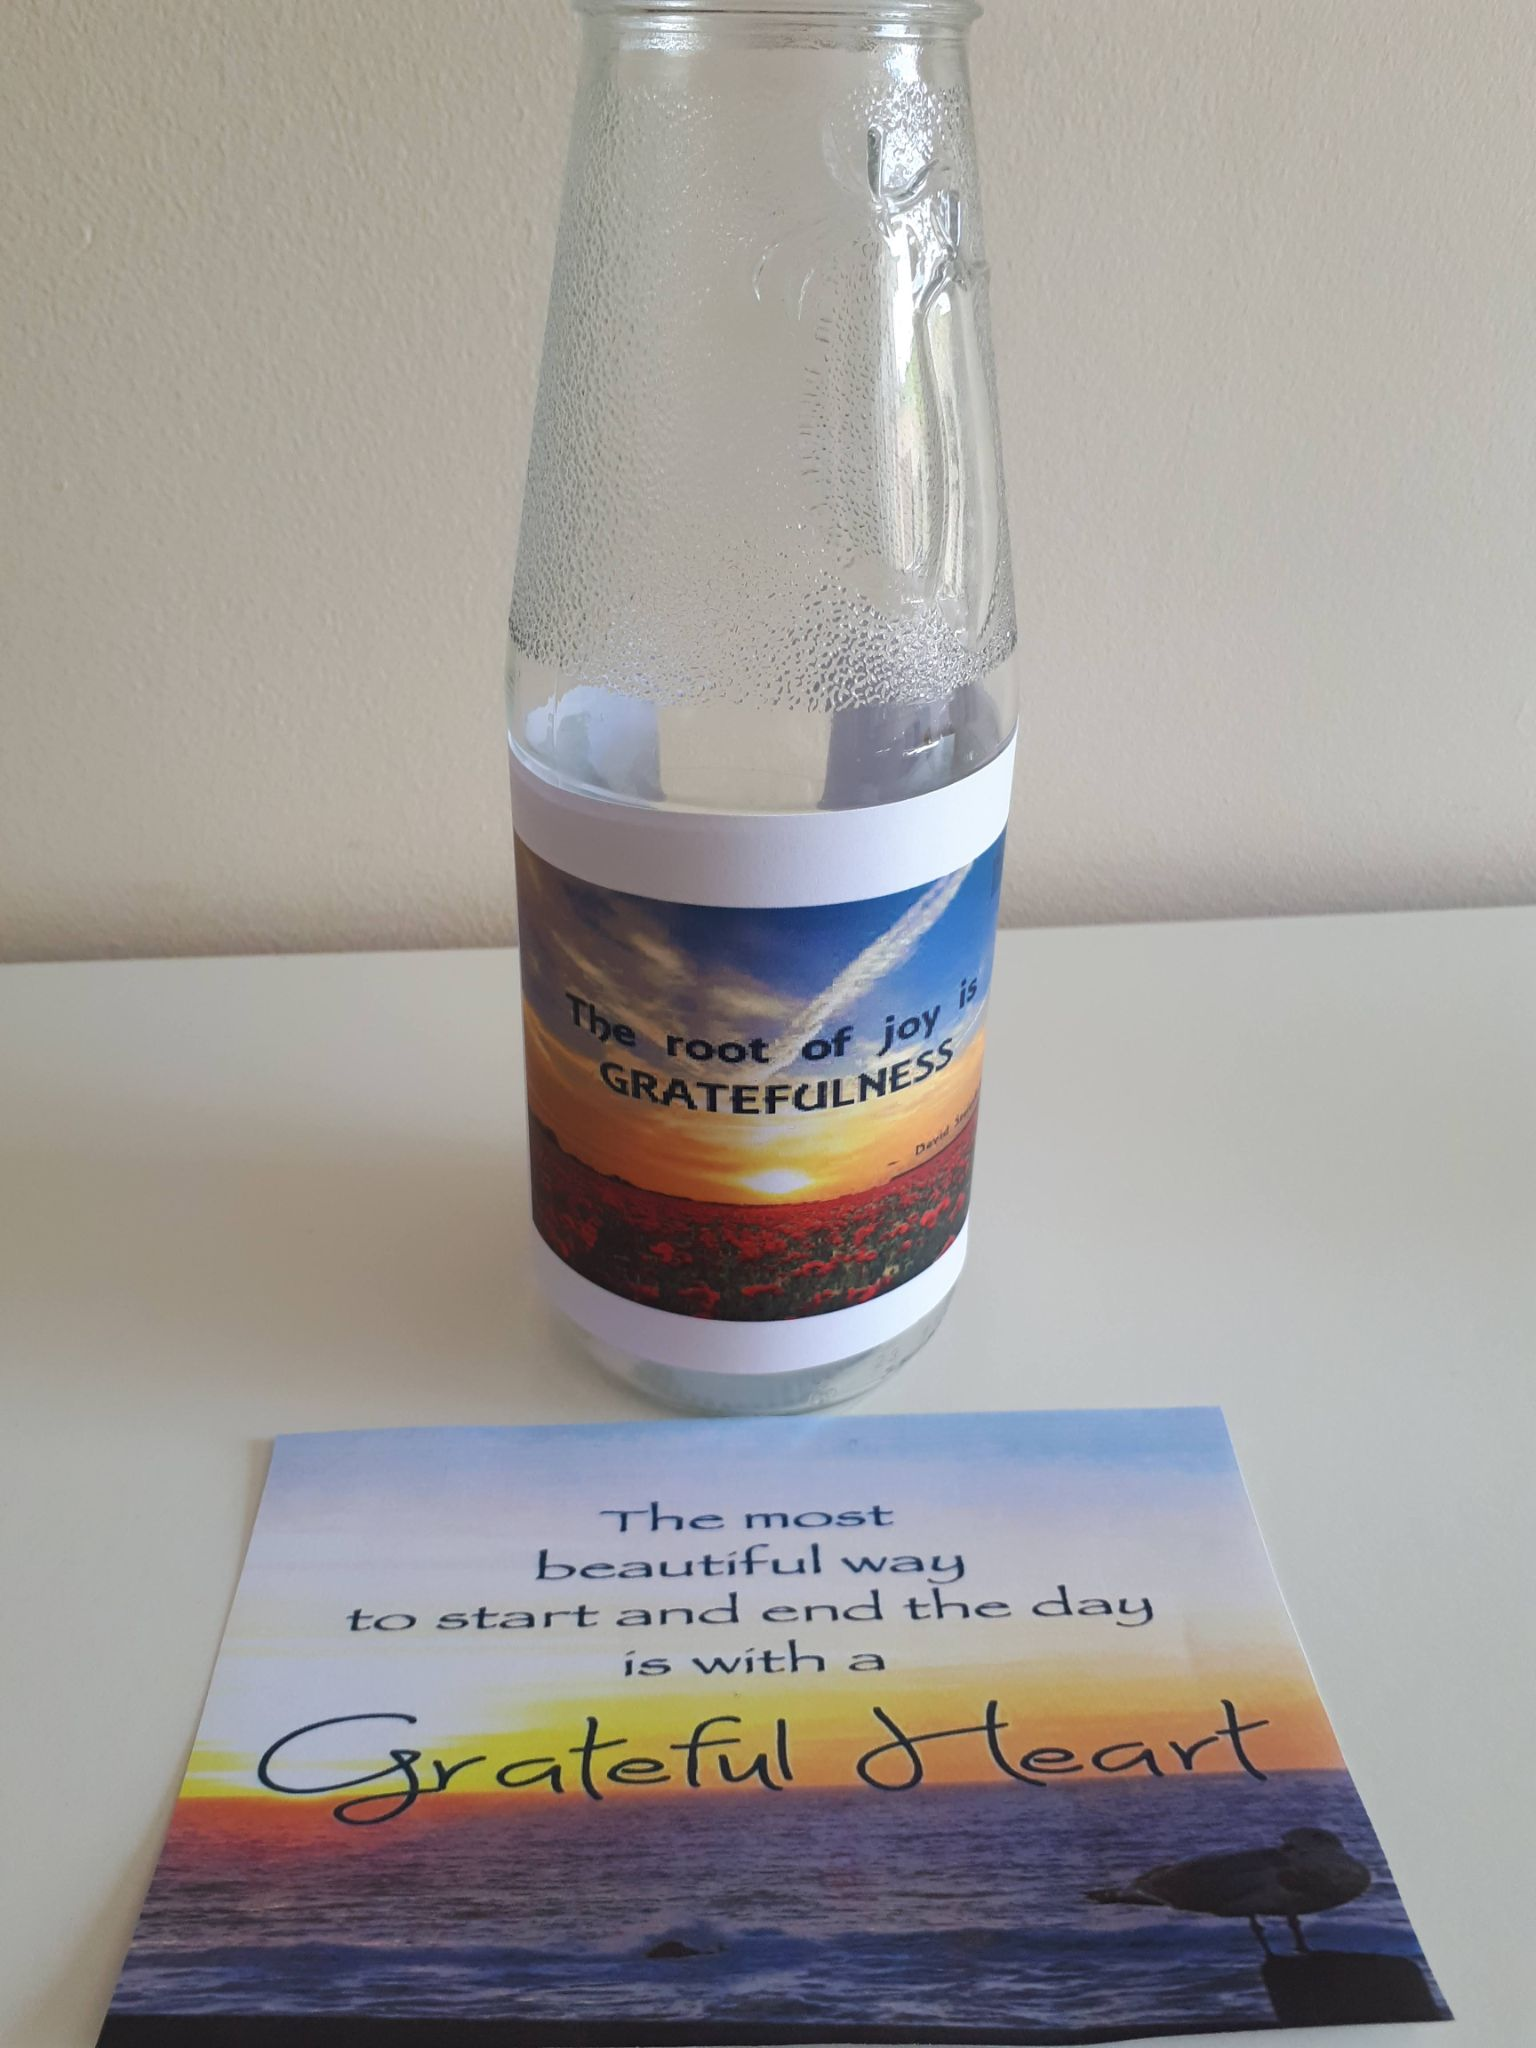 The root of joy is
GRATEFULNESS
David
The most
beautiful way
to start and end the day
is with a
Grateful Heart